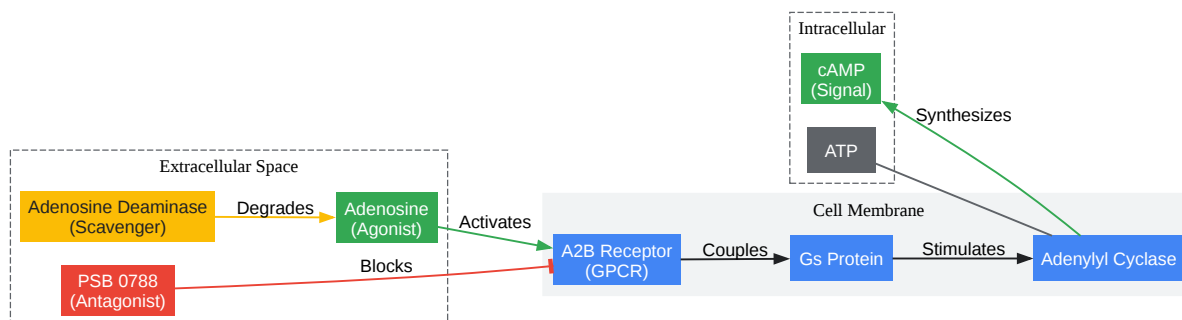 Intracellular
cAMP
(Signal)
Synthesizes
ATP
Extracellular Space
Adenosine Deaminase
(Scavenger)
Degrades
Adenosine
(Agonist)
Activates
Cell Membrane
A2B Receptor
(GPCR)
Couples
Gs Protein
Stimulates
Adenylyl Cyclase
Blocks
PSB 0788
(Antagonist)